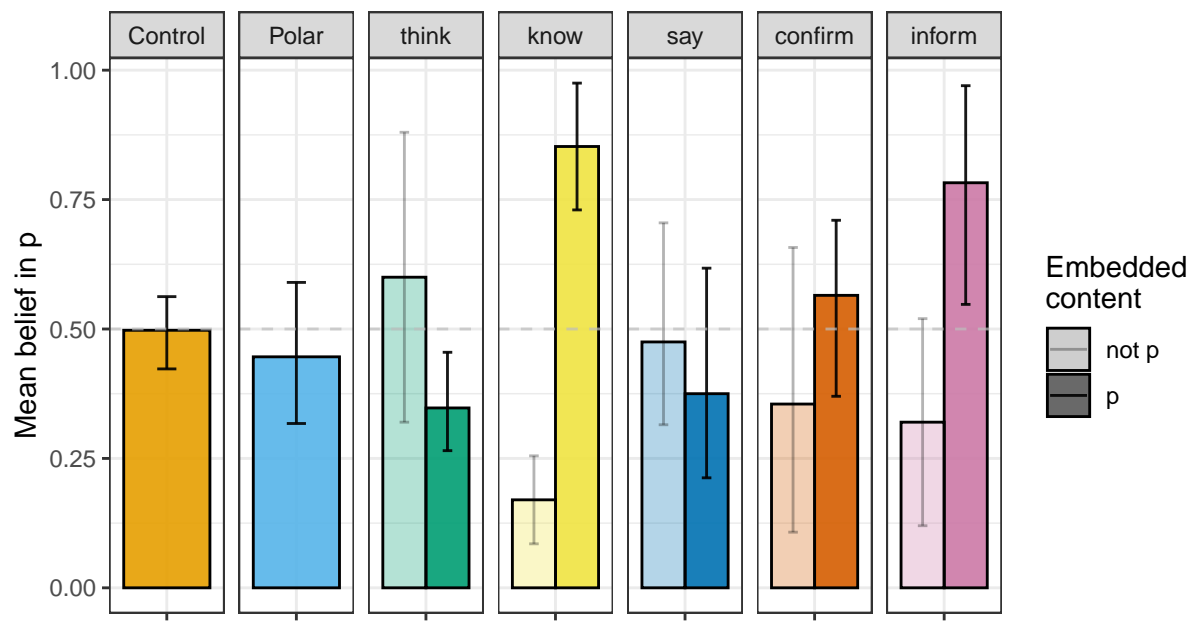 Control
Polar
think
know
say
confirm
inform
1.00
0.75
0.50
0.25
0.00
Mean belief in p
Embedded
content
not p
p